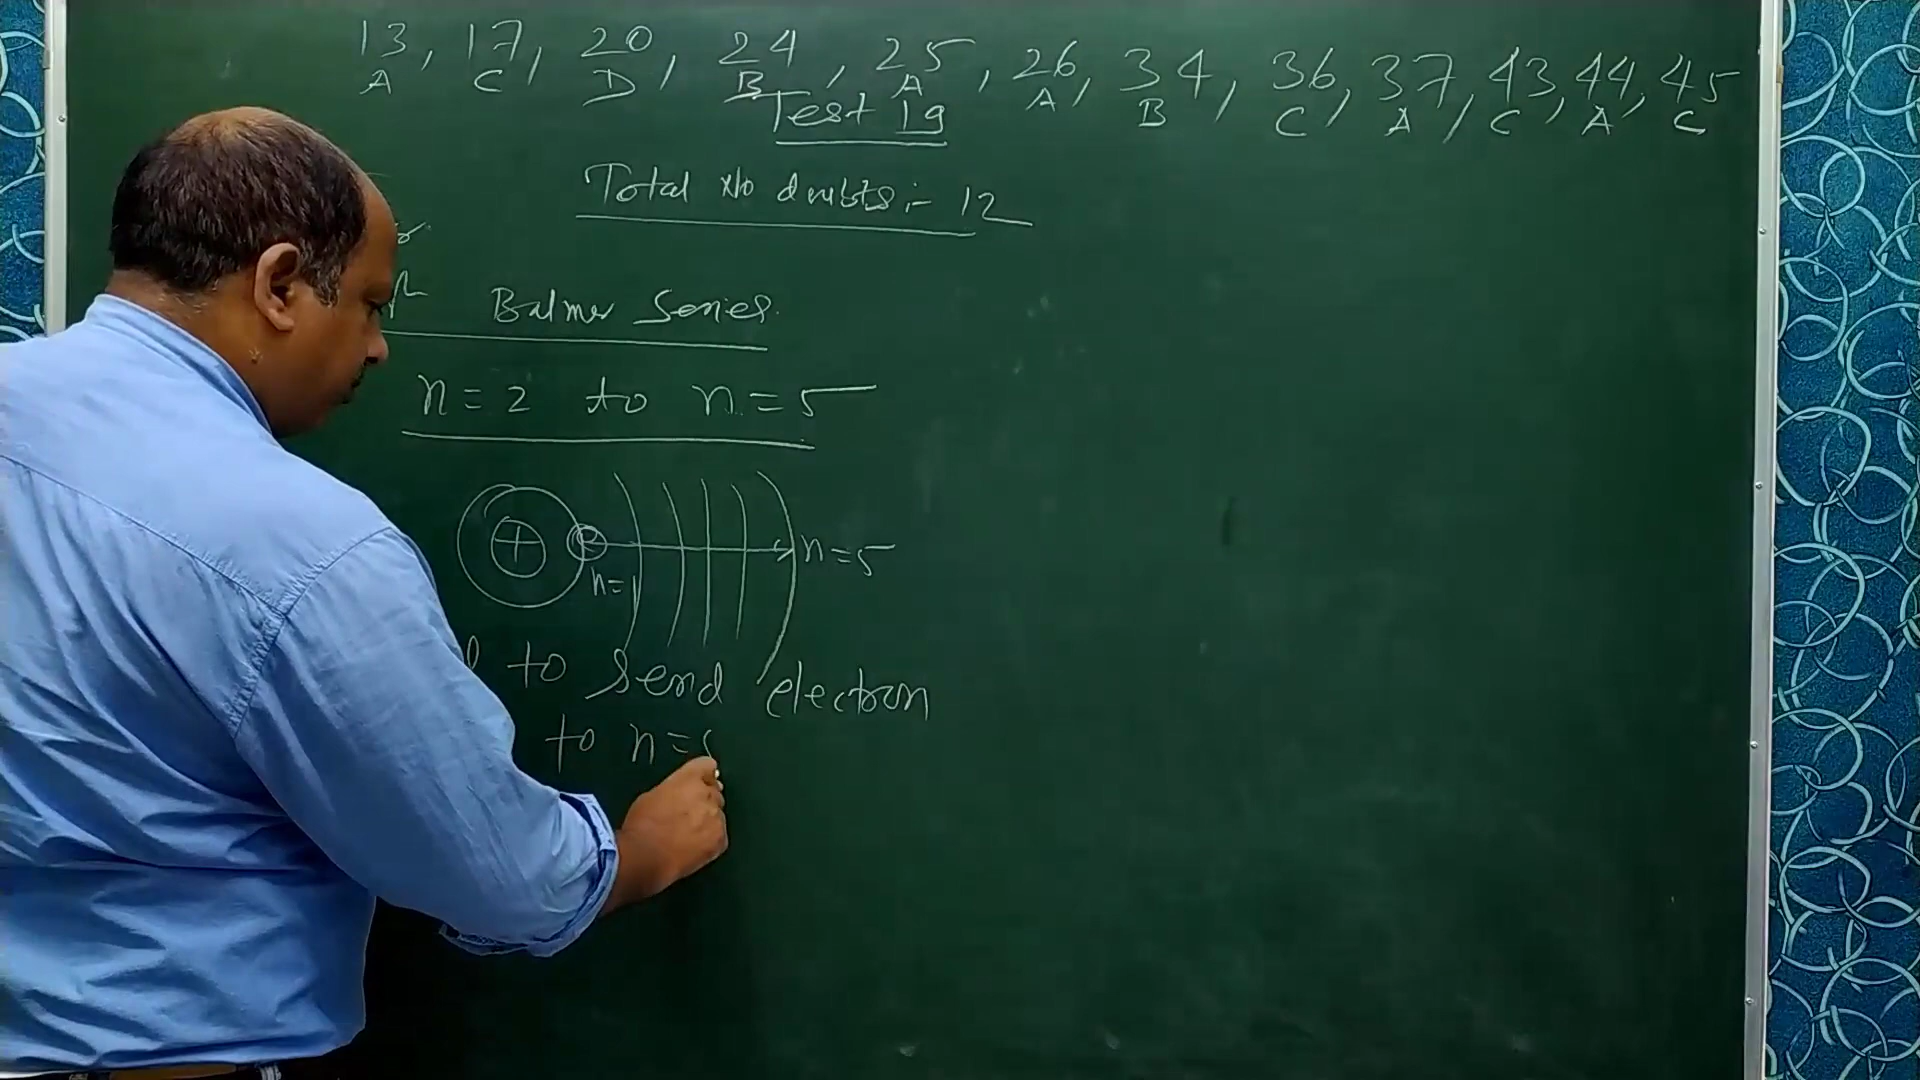 13, 17, 20, 24, 25, 26, 34, 36, 37, 43, 44, 45
A C D B A A B C A C A C
Test 19
Total No doubts :- 12
Balmer Series.
n = 2 to n = 5
e
n = 5
n = 1
to send electron
to n =